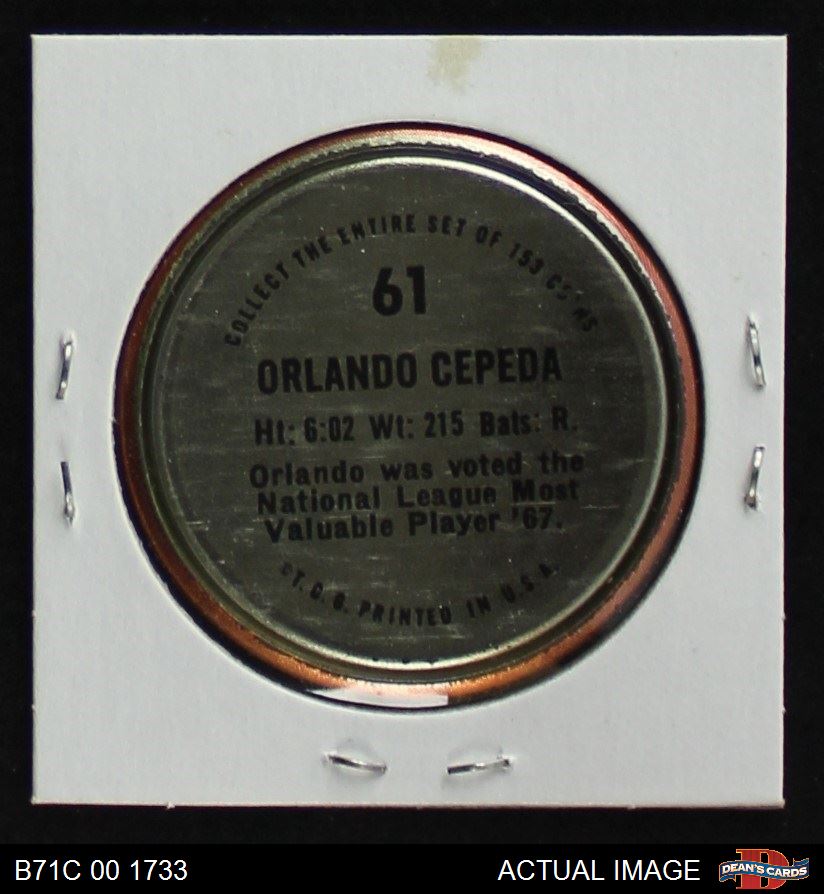 COLLECT THE ENTIRE SET OF 153 COINS
61
ORLANDO CEPEDA
Ht: 6:02 Wt: 215 Bats: R.
Orlando was voted the
National League Most
Valuable Player '67.
©T.C.G. PRINTED IN U.S.A.
B71C 00 1733
ACTUAL IMAGE
DEAN'S CARDS